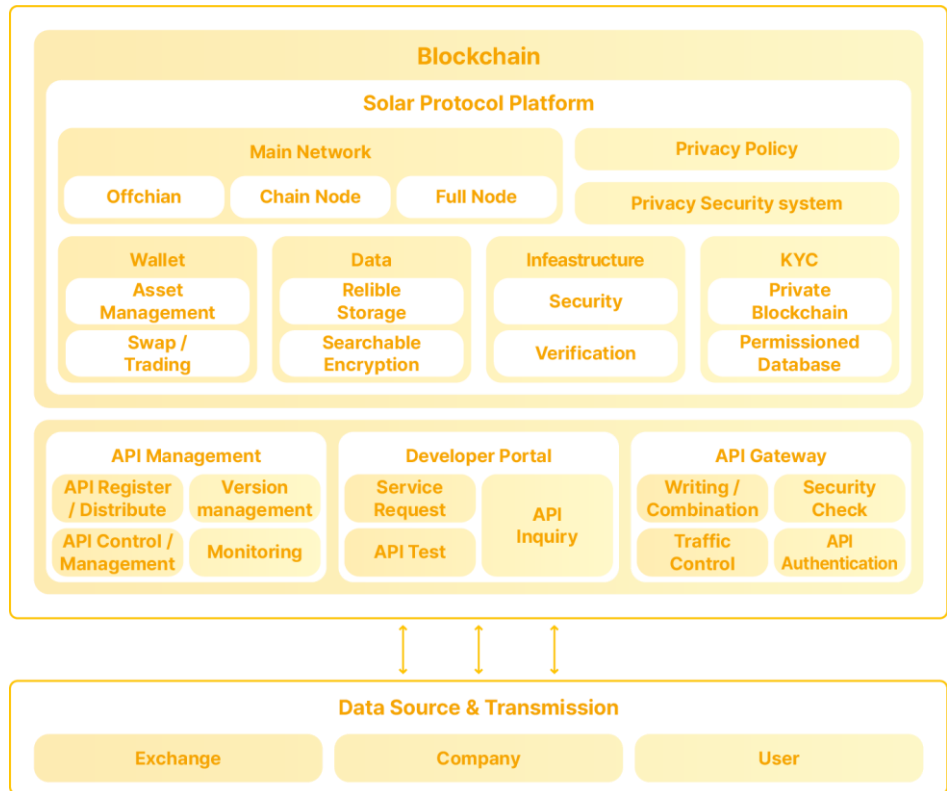 Blockchain
Solar Protocol Platform
Main Network
Offchian
Chain Node
Full Node
Privacy Policy
Privacy Security system
Wallet
Asset
Management
Swap /
Trading
Data
Relible
Storage
Searchable
Encryption
Infeastructure
Security
Verification
KYC
Private
Blockchain
Permissioned
Database
API Management
API Register
/ Distribute
Version
management
API Control /
Management
Monitoring
Developer Portal
Service
Request
API Test
API
Inquiry
API Gateway
Writing /
Combination
Security
Check
Traffic
Control
API
Authentication
Data Source & Transmission
Exchange
Company
User